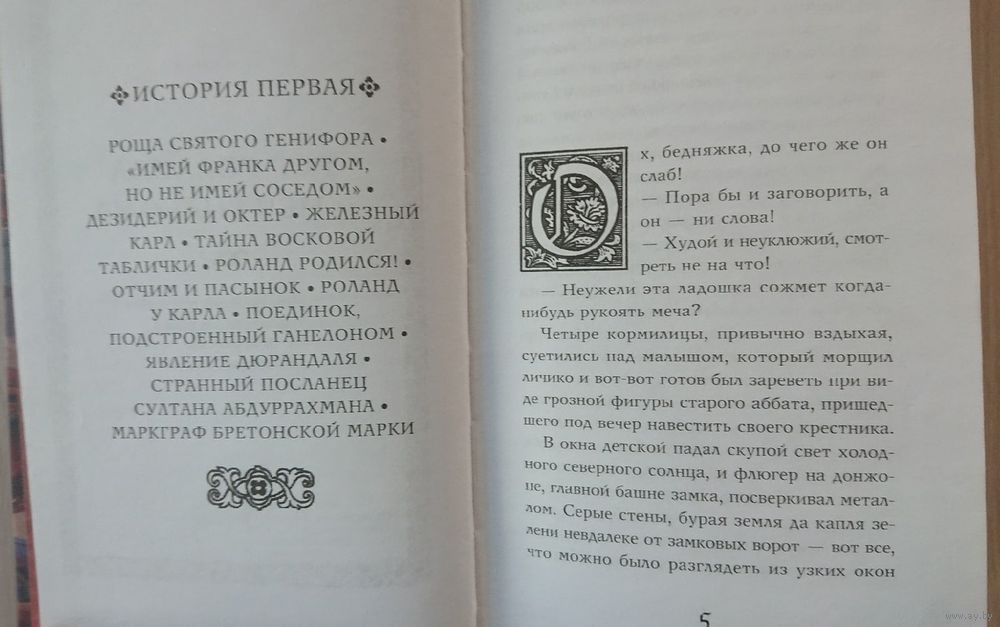 ИСТОРИЯ ПЕРВАЯ
РОЩА СВЯТОГО ГЕНИФОРА •
«ИМЕЙ ФРАНКА ДРУГОМ,
НО НЕ ИМЕЙ СОСЕДОМ» •
ДЕЗИДЕРИЙ И ОКТЕР • ЖЕЛЕЗНЫЙ
КАРЛ • ТАЙНА ВОСКОВОЙ
ТАБЛИЧКИ • РОЛАНД РОДИЛСЯ! •
ОТЧИМ И ПАСЫНОК • РОЛАНД
У КАРЛА • ПОЕДИНОК,
ПОДСТРОЕННЫЙ ГАНЕЛОНОМ •
ЯВЛЕНИЕ ДЮРАНДАЛЯ •
СТРАННЫЙ ПОСЛАНЕЦ
СУЛТАНА АБДУРРАХМАНА •
МАРКГРАФ БРЕТОНСКОЙ МАРКИ
Ох, бедняжка, до чего же он
слаб!
— Пора бы и заговорить, а
он — ни слова!
— Худой и неуклюжий, смот-
реть не на что!
— Неужели эта ладошка сожмет когда-
нибудь рукоять меча?
Четыре кормилицы, привычно вздыхая,
суетились над малышом, который морщил
личико и вот-вот готов был зареветь при ви-
де грозной фигуры старого аббата, пришед-
шего под вечер навестить своего крестника.
В окна детской падал скупой свет холод-
ного северного солнца, и флюгер на донжо-
не, главной башне замка, посверкивал метал-
лом. Серые стены, бурая земля да капля зе-
лени невдалеке от замковых ворот — вот все,
что можно было разглядеть из узких окон
5
www.ay.by